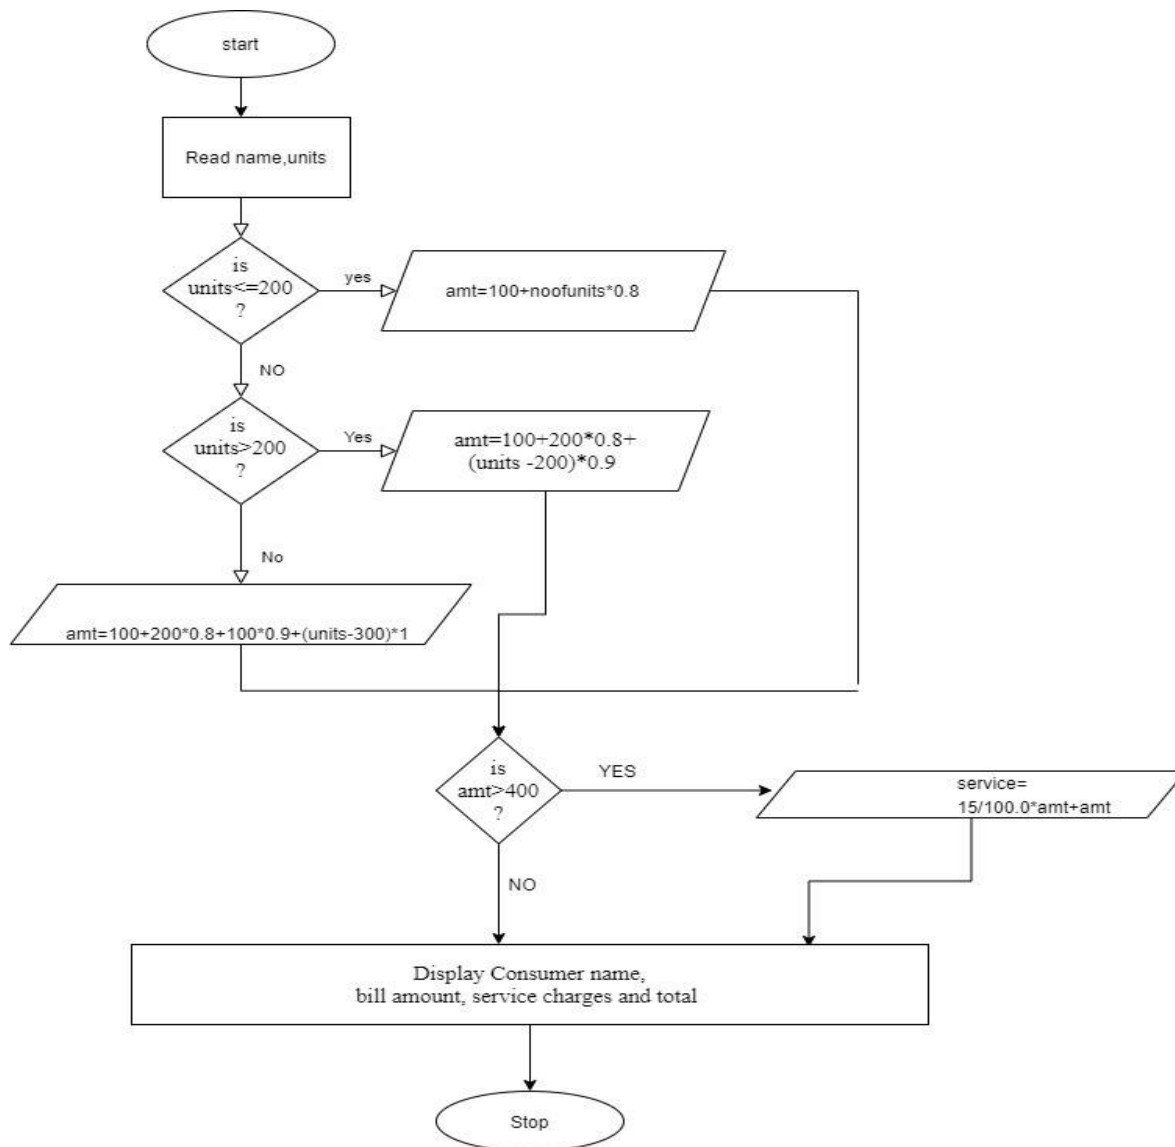 start
Read name,units
is
units<=200
?
yes
amt=100+noofunits*0.8
NO
is
units>200
?
Yes
amt=100+200*0.8+
(units -200)*0.9
No
amt=100+200*0.8+100*0.9+(units-300)*1
is
amt>400
?
YES
service=
15/100.0*amt+amt
NO
Display Consumer name,
bill amount, service charges and total
Stop